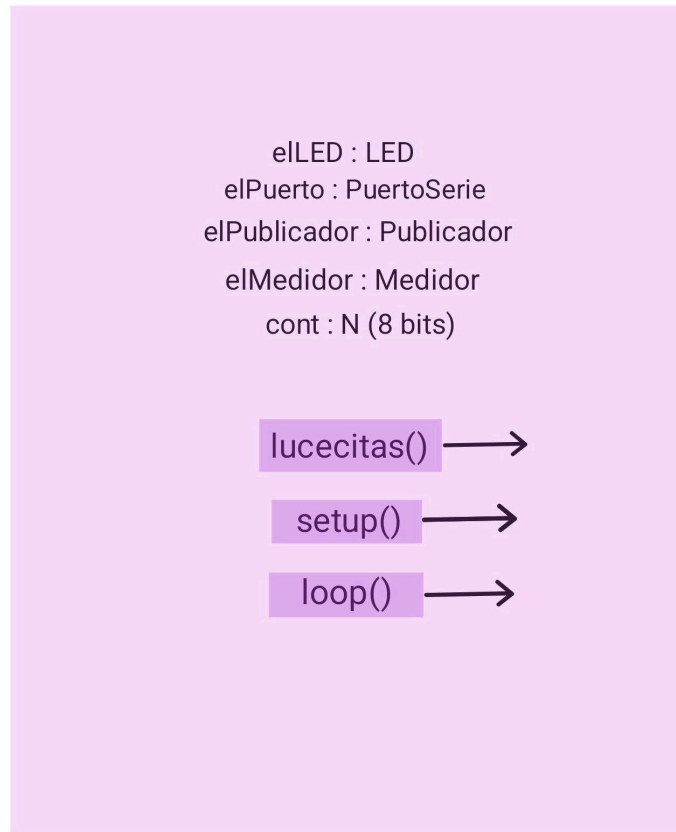 elLED : LED
elPuerto : PuertoSerie
elPublicador : Publicador
elMedidor : Medidor
cont : N (8 bits)
lucecitas()
setup()
loop()